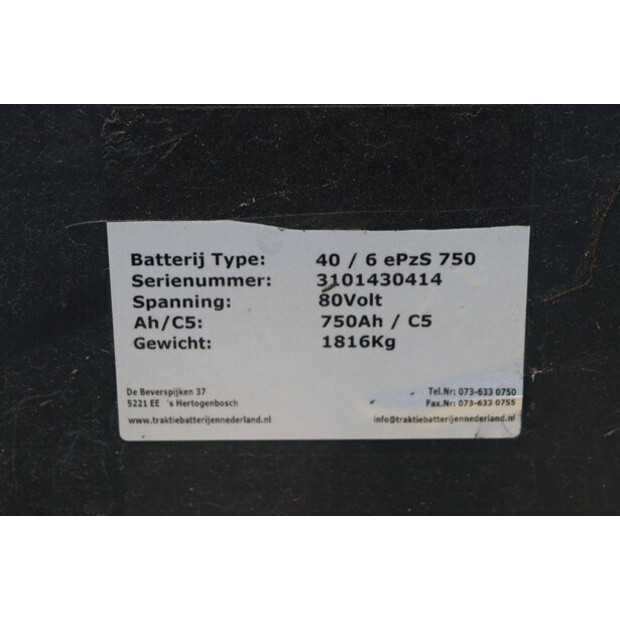 Batterij Type: 40 / 6 ePzS 750
Serienummer: 3101430414
Spanning: 80Volt
Ah/C5: 750Ah / C5
Gewicht: 1816Kg
De Beverspijken 37 Tel.Nr: 073-633 0750
5221 EE 's Hertogenbosch Fax.Nr: 073-633 0755
www.traktiebatterijennederland.nl info@traktiebatterijennederland.nl